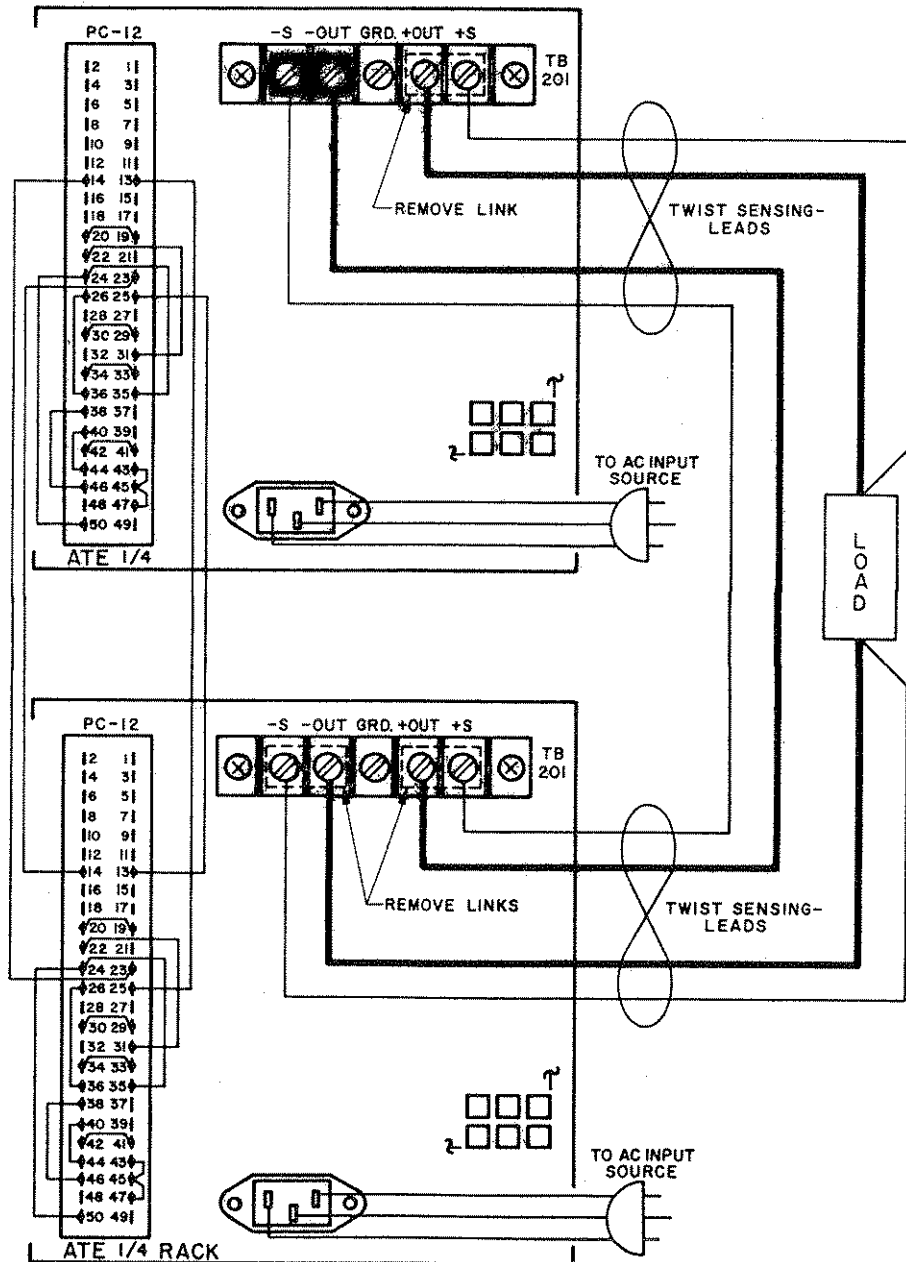 PC-12
-S -OUT GRD. +OUT +S
TB
201
2 1
4 3
6 5
8 7
10 9
12 11
14 13
16 15
18 17
20 19
22 21
24 23
26 25
28 27
30 29
32 31
34 33
36 35
38 37
40 39
42 41
44 43
46 45
48 47
50 49
ATE 1/4
REMOVE LINK
TWIST SENSING-
LEADS
TO AC INPUT
SOURCE
LOAD
PC-12
-S -OUT GRD. +OUT +S
TB
201
2 1
4 3
6 5
8 7
10 9
12 11
14 13
16 15
18 17
20 19
22 21
24 23
26 25
28 27
30 29
32 31
34 33
36 35
38 37
40 39
42 41
44 43
46 45
48 47
50 49
ATE 1/4 RACK
REMOVE LINKS
TWIST SENSING-
LEADS
TO AC INPUT
SOURCE